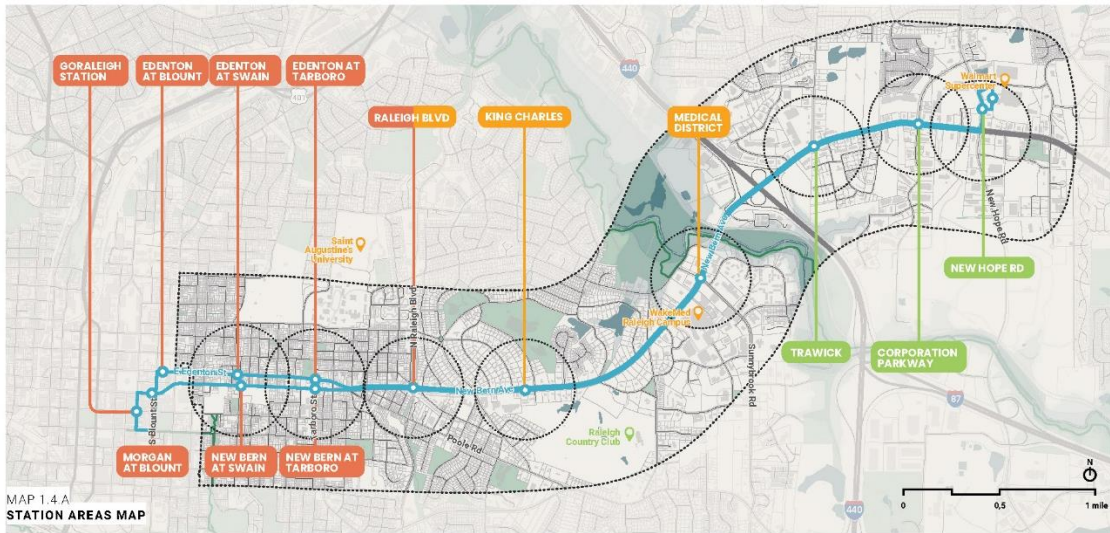 GORALEIGH
STATION
EDENTON
AT BLOUNT
EDENTON
AT SWAIN
EDENTON AT
TARBORO
RALEIGH BLVD
KING CHARLES
MEDICAL
DISTRICT
440
Walmart
Supercenter
401
Saint
Augustine's
University
N Raleigh Blvd
New Bern Ave
New Hope Rd
NEW HOPE RD
WakeMed
Raleigh Campus
TRAWICK
CORPORATION
PARKWAY
Sunnybrook Rd
E Edenton St
New Bern Ave
S Blount St
Tarboro St
Poole Rd
Raleigh
Country Club
87
MORGAN
AT BLOUNT
NEW BERN
AT SWAIN
NEW BERN AT
TARBORO
440
N
0
0,5
1 mile
MAP 1.4.A
STATION AREAS MAP